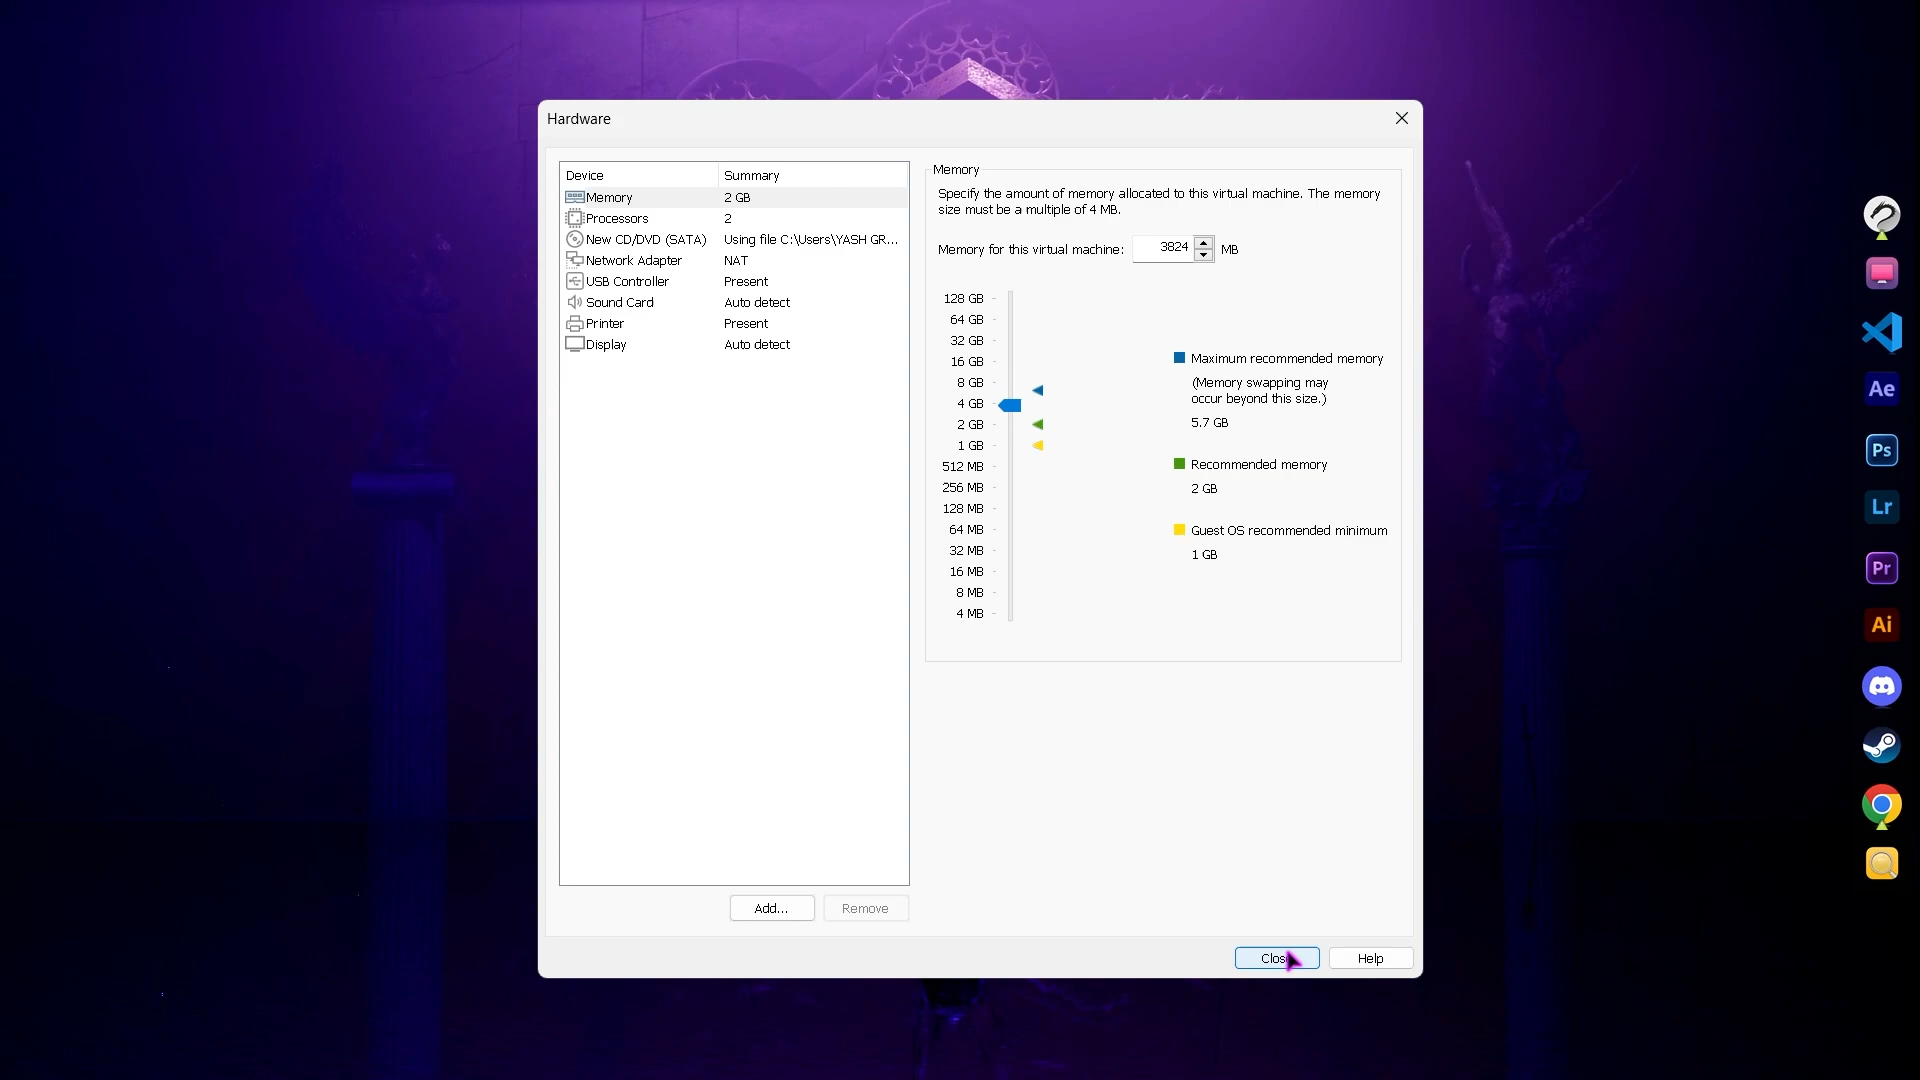 Hardware
Device
Summary
Memory
2 GB
Processors
2
New CD/DVD (SATA)
Using file C:\Users\YASH GR...
Network Adapter
NAT
USB Controller
Present
Sound Card
Auto detect
Printer
Present
Display
Auto detect
Add...
Remove
Memory
Specify the amount of memory allocated to this virtual machine. The memory
size must be a multiple of 4 MB.
Memory for this virtual machine:
3824
MB
128 GB
64 GB
32 GB
16 GB
8 GB
4 GB
2 GB
1 GB
512 MB
256 MB
128 MB
64 MB
32 MB
16 MB
8 MB
4 MB
Maximum recommended memory
(Memory swapping may
occur beyond this size.)
5.7 GB
Recommended memory
2 GB
Guest OS recommended minimum
1 GB
Close
Help
Ae
Ps
Lr
Pr
Ai